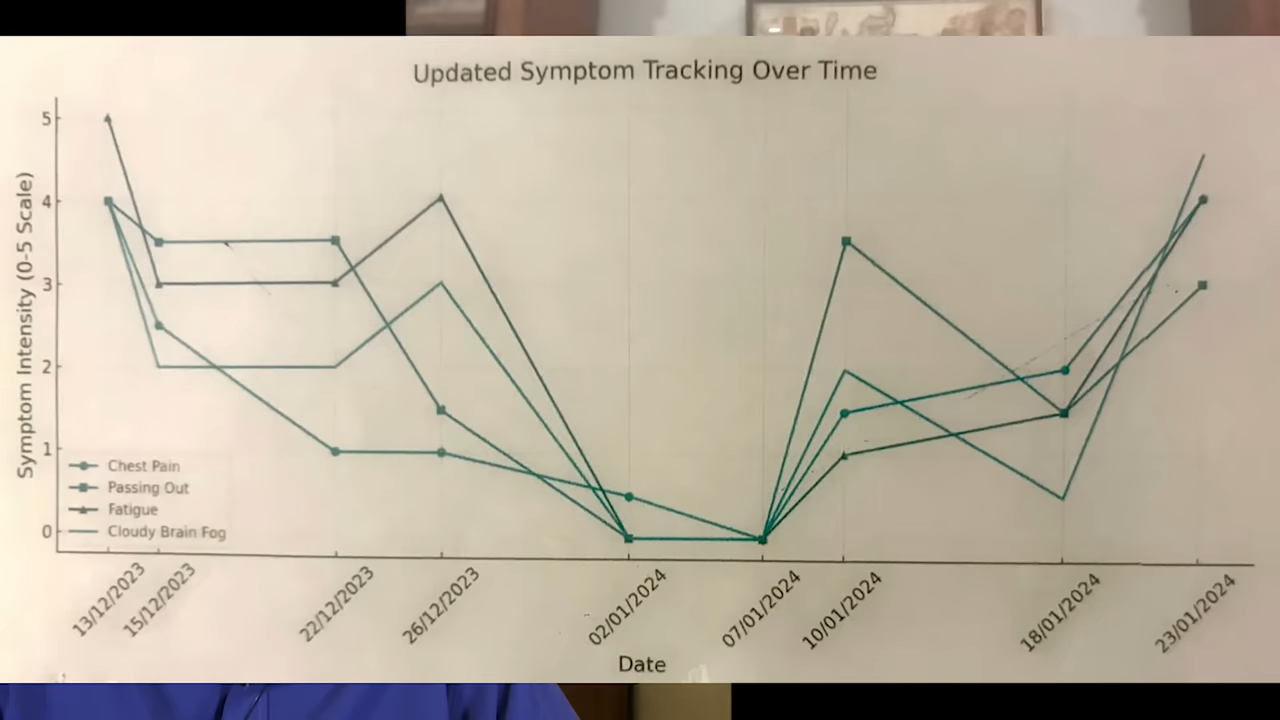 Updated Symptom Tracking Over Time
Symptom Intensity (0-5 Scale)
5
4
3
2
1
0
Chest Pain
Passing Out
Fatigue
Cloudy Brain Fog
13/12/2023
15/12/2023
22/12/2023
26/12/2023
02/01/2024
07/01/2024
10/01/2024
18/01/2024
23/01/2024
Date